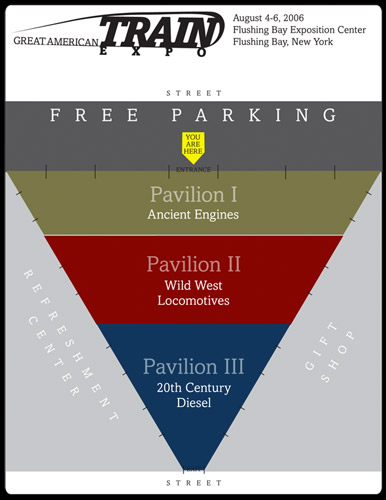 GREAT AMERICAN TRAIN
EXPO
August 4-6, 2006
Flushing Bay Exposition Center
Flushing Bay, New York
STREET
FREE PARKING
YOU
ARE
HERE
ENTRANCE
Pavilion I
Ancient Engines
Pavilion II
Wild West
Locomotives
REFRESHMENT
CENTER
GIFT
SHOP
Pavilion III
20th Century
Diesel
STREET